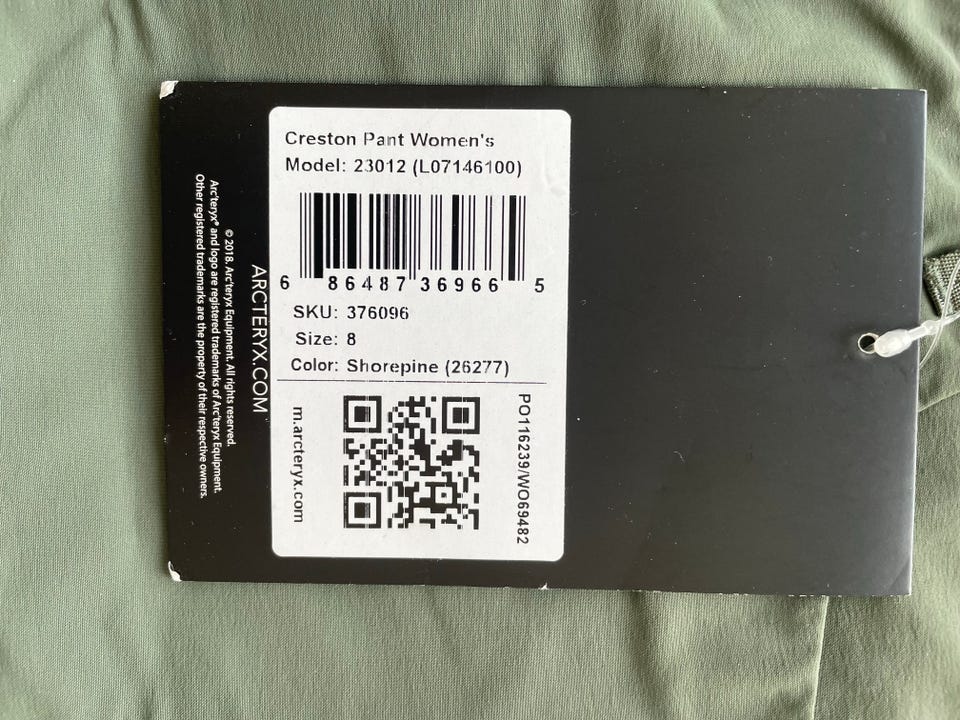 Creston Pant Women's
Model: 23012 (L07146100)
6 86487 36966 5
SKU: 376096
Size: 8
Color: Shorepine (26277)
m.arcteryx.com
PO116239/WO69482
ARCTERYX.COM
© 2018. Arc'teryx Equipment. All rights reserved.
Arc'teryx® and logo are registered trademarks of Arc'teryx Equipment.
Other registered trademarks are the property of their respective owners.